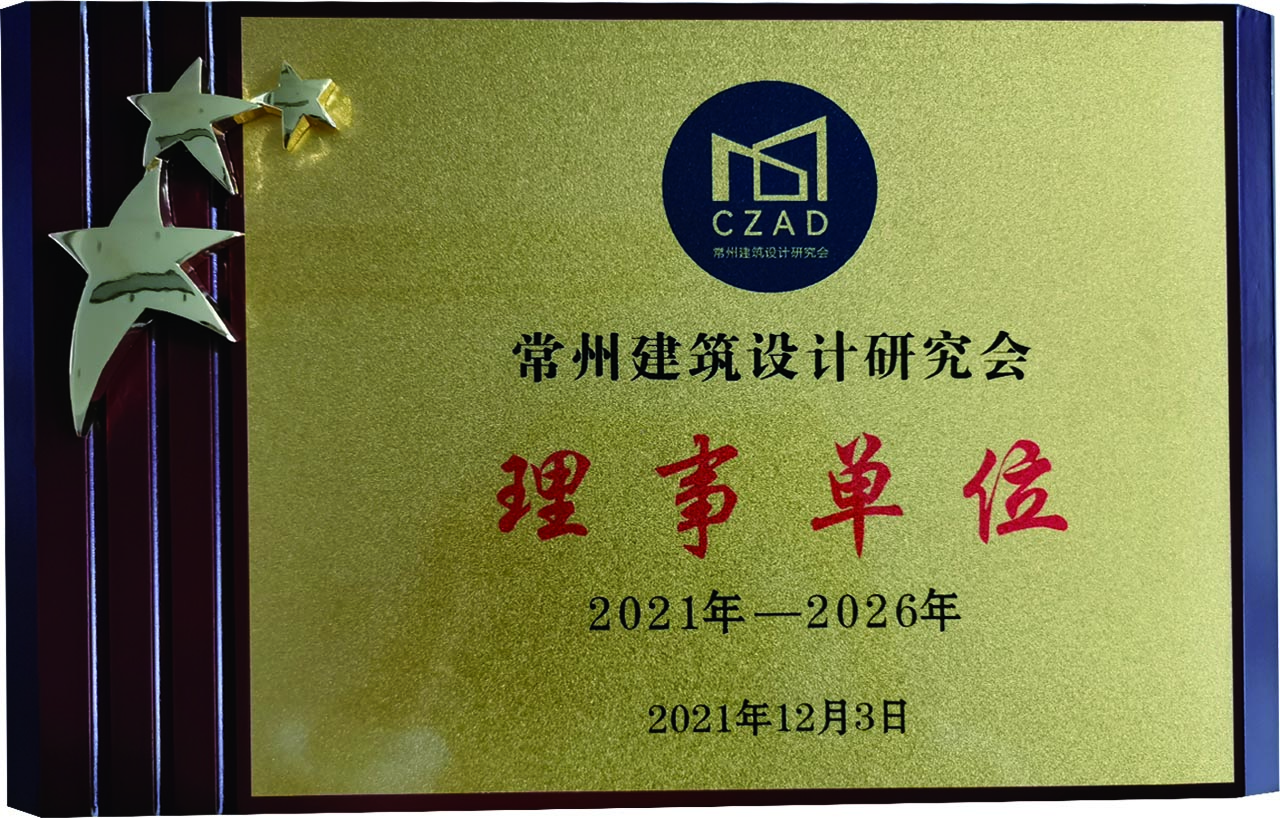 CZAD
常州建筑设计研究会
常州建筑设计研究会
理事单位
2021年—2026年
2021年12月3日